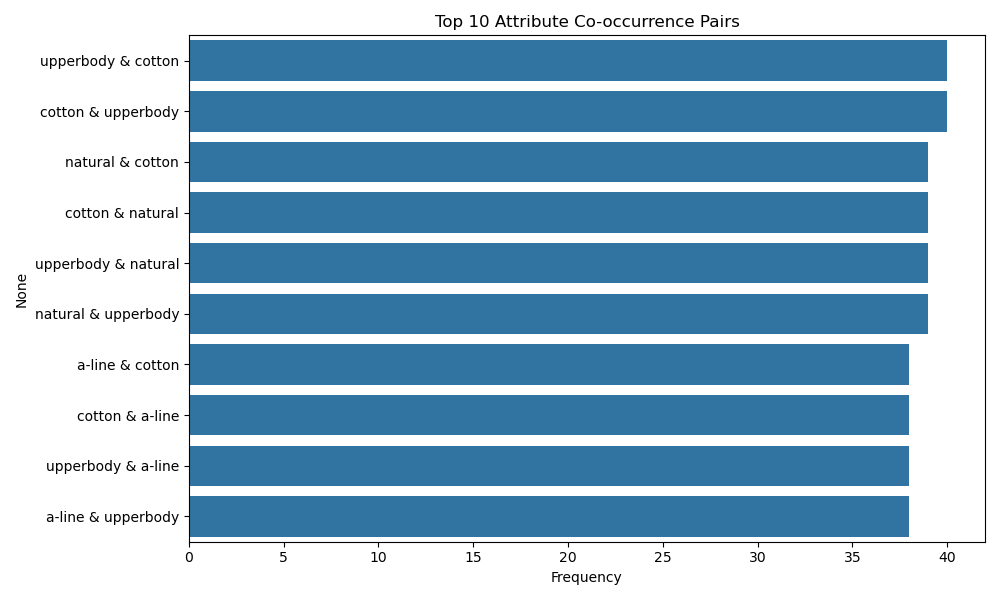 Top 10 Attribute Co-occurrence Pairs
upperbody & cotton
cotton & upperbody
natural & cotton
cotton & natural
upperbody & natural
natural & upperbody
a-line & cotton
cotton & a-line
upperbody & a-line
a-line & upperbody
None
0 5 10 15 20 25 30 35 40
Frequency